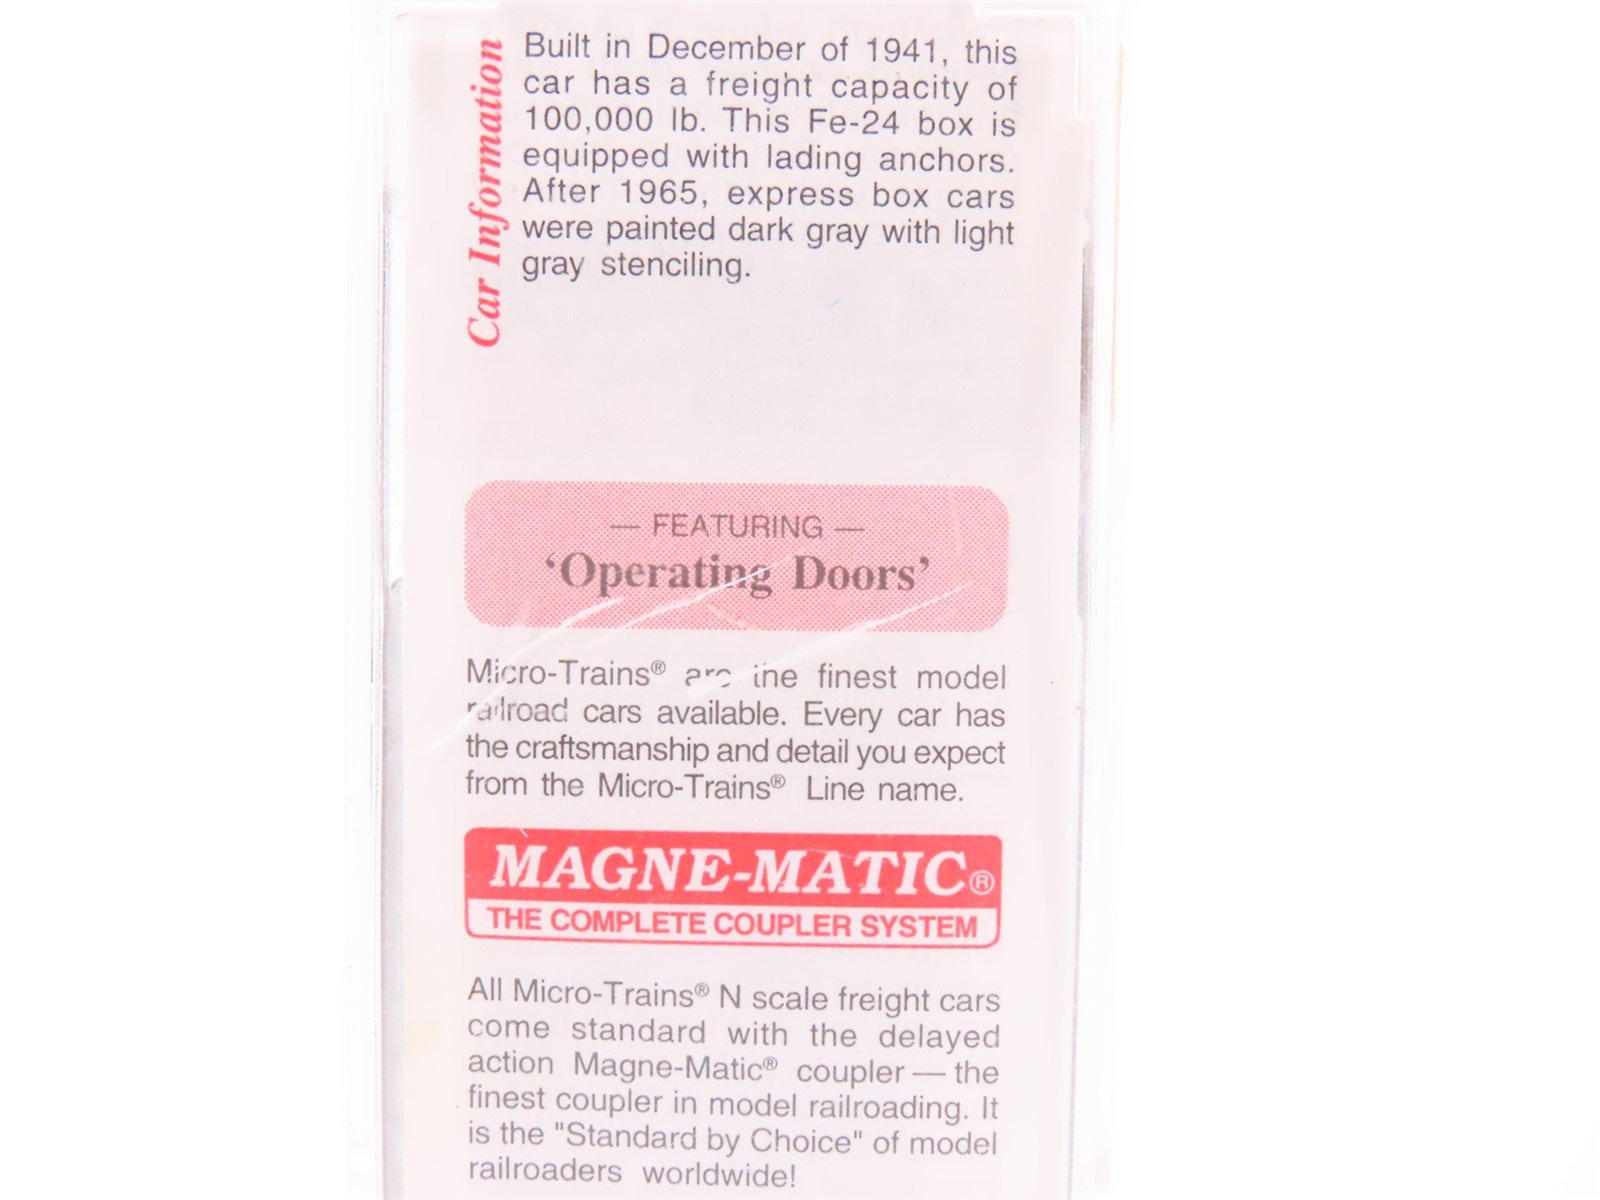 Car Information
Built in December of 1941, this
car has a freight capacity of
100,000 lb. This Fe-24 box is
equipped with lading anchors.
After 1965, express box cars
were painted dark gray with light
gray stenciling.
— FEATURING —
‘Operating Doors’
Micro-Trains® are the finest model
railroad cars available. Every car has
the craftsmanship and detail you expect
from the Micro-Trains® Line name.
MAGNE-MATIC®
THE COMPLETE COUPLER SYSTEM
All Micro-Trains® N scale freight cars
come standard with the delayed
action Magne-Matic® coupler — the
finest coupler in model railroading. It
is the "Standard by Choice" of model
railroaders worldwide!